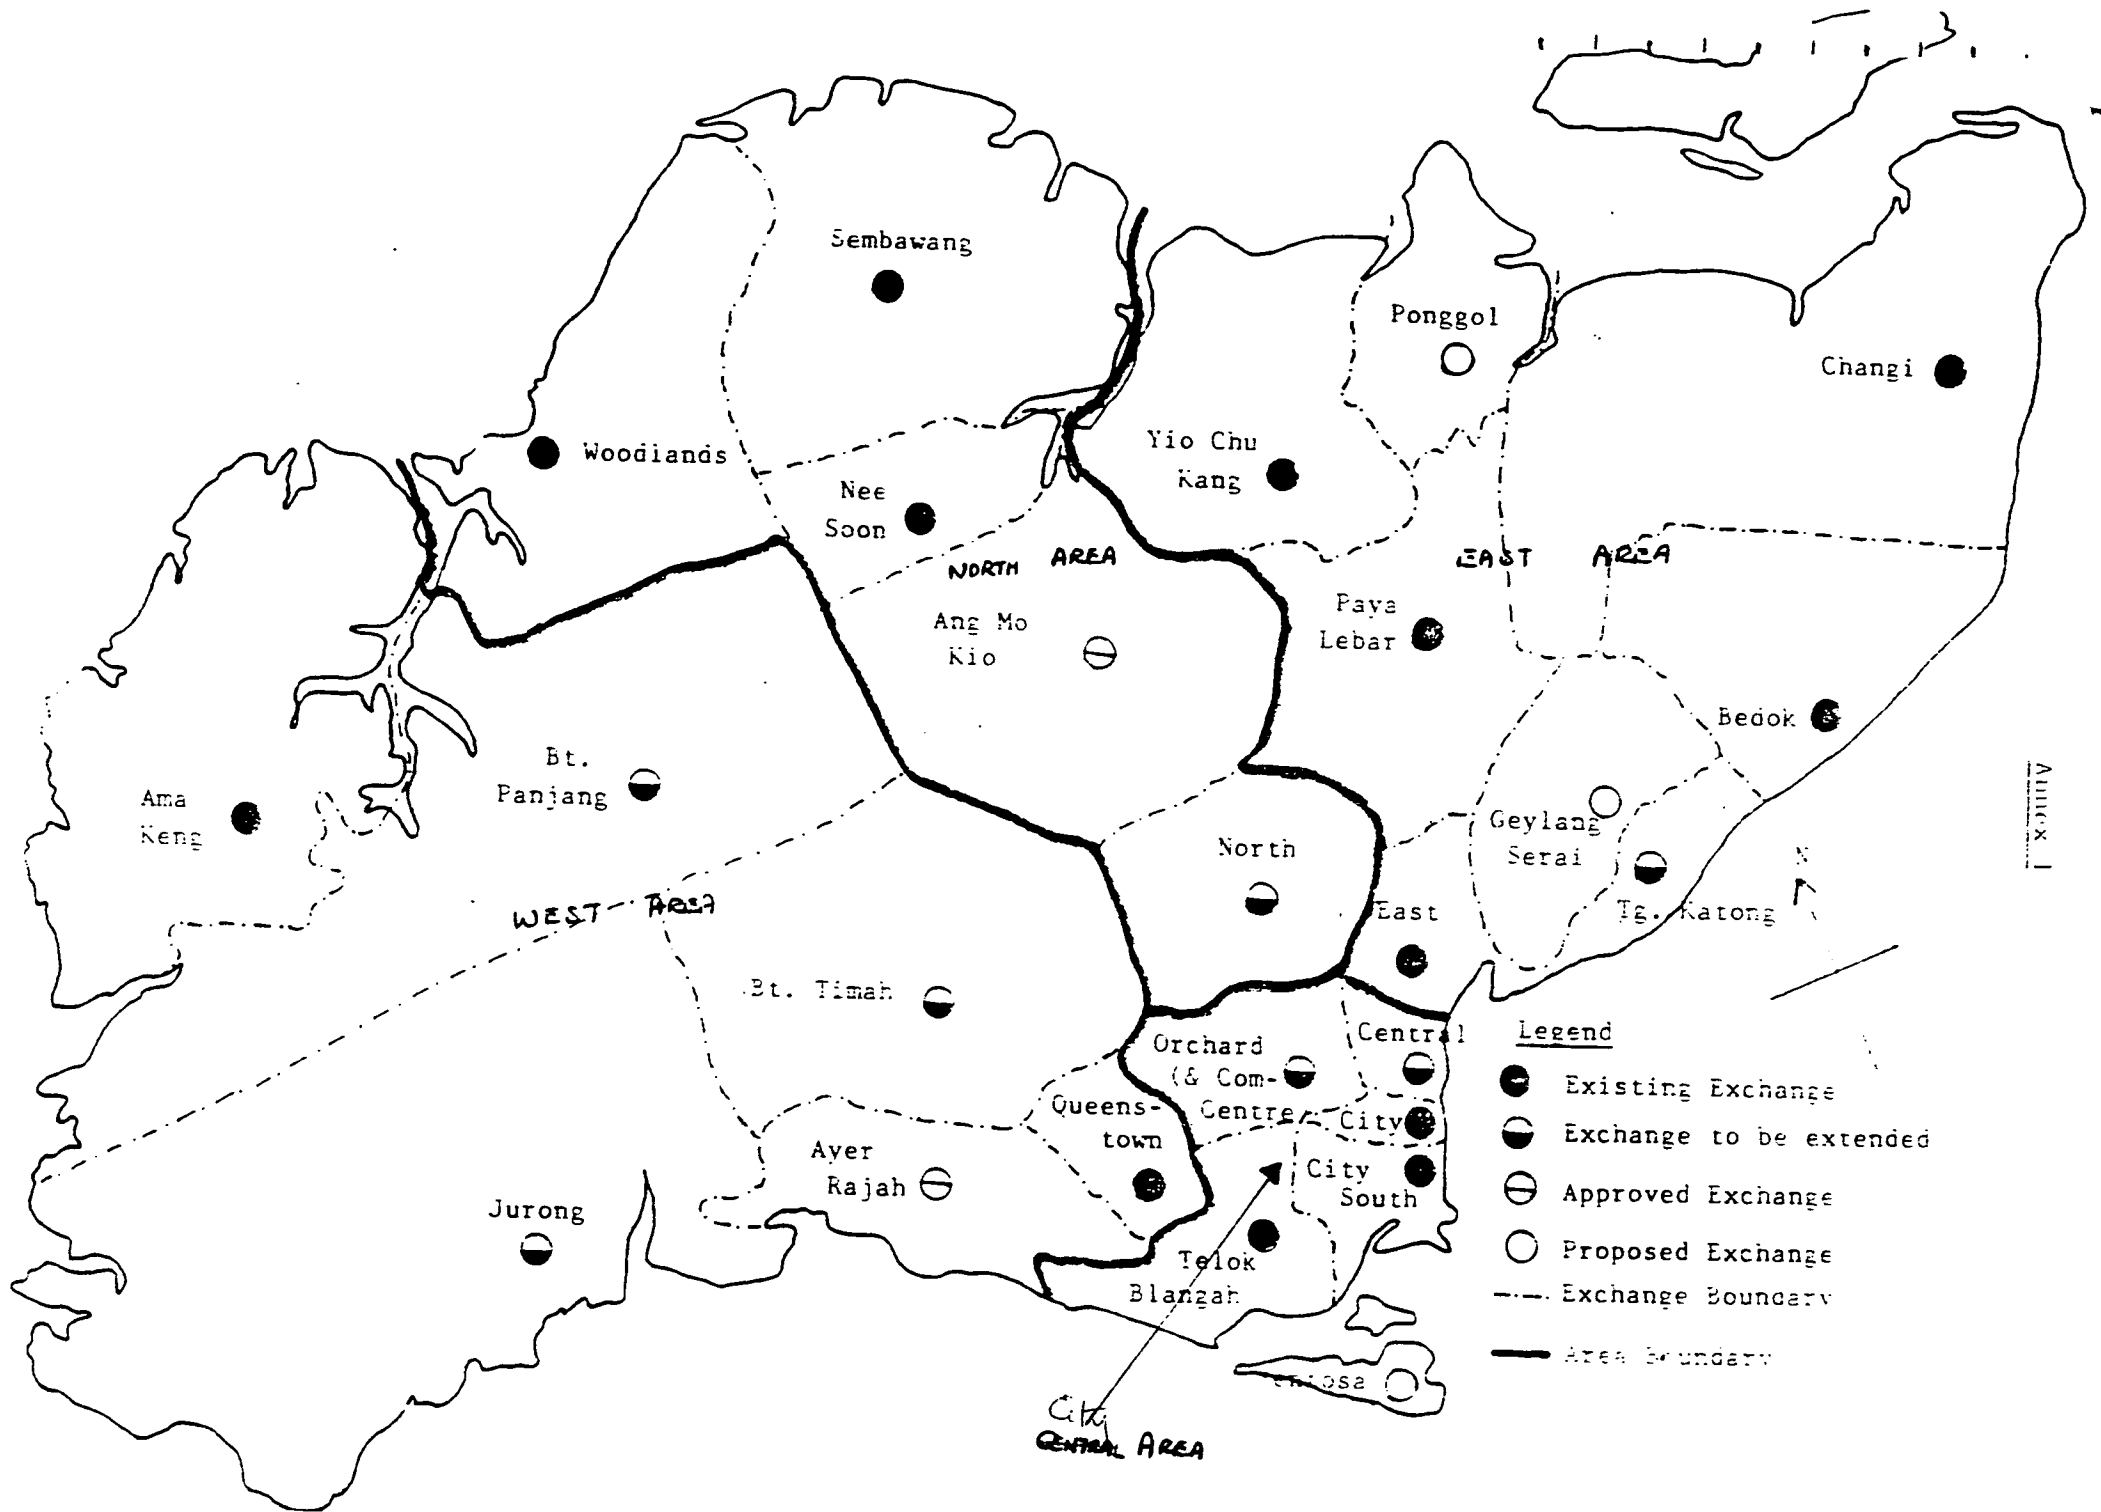 Sembawang
Ponggol
Changi
Woodlands
Yio Chu
Kang
Nee
Soon
NORTH AREA
EAST AREA
Ang Mo
Kio
Paya
Lebar
Bedok
Bt.
Panjang
Ama
Keng
Geylang
Serai
North
Tg. Katong
East
WEST AREA
Bt. Timah
Orchard
(& Com-
Centre)
Central
City
Queens-
town
Ayer
Rajah
City
South
Jurong
Telok
Blangah
City
CENTRAL AREA
Annex 1
N
Legend
Existing Exchange
Exchange to be extended
Approved Exchange
Proposed Exchange
Exchange Boundary
Area Boundary